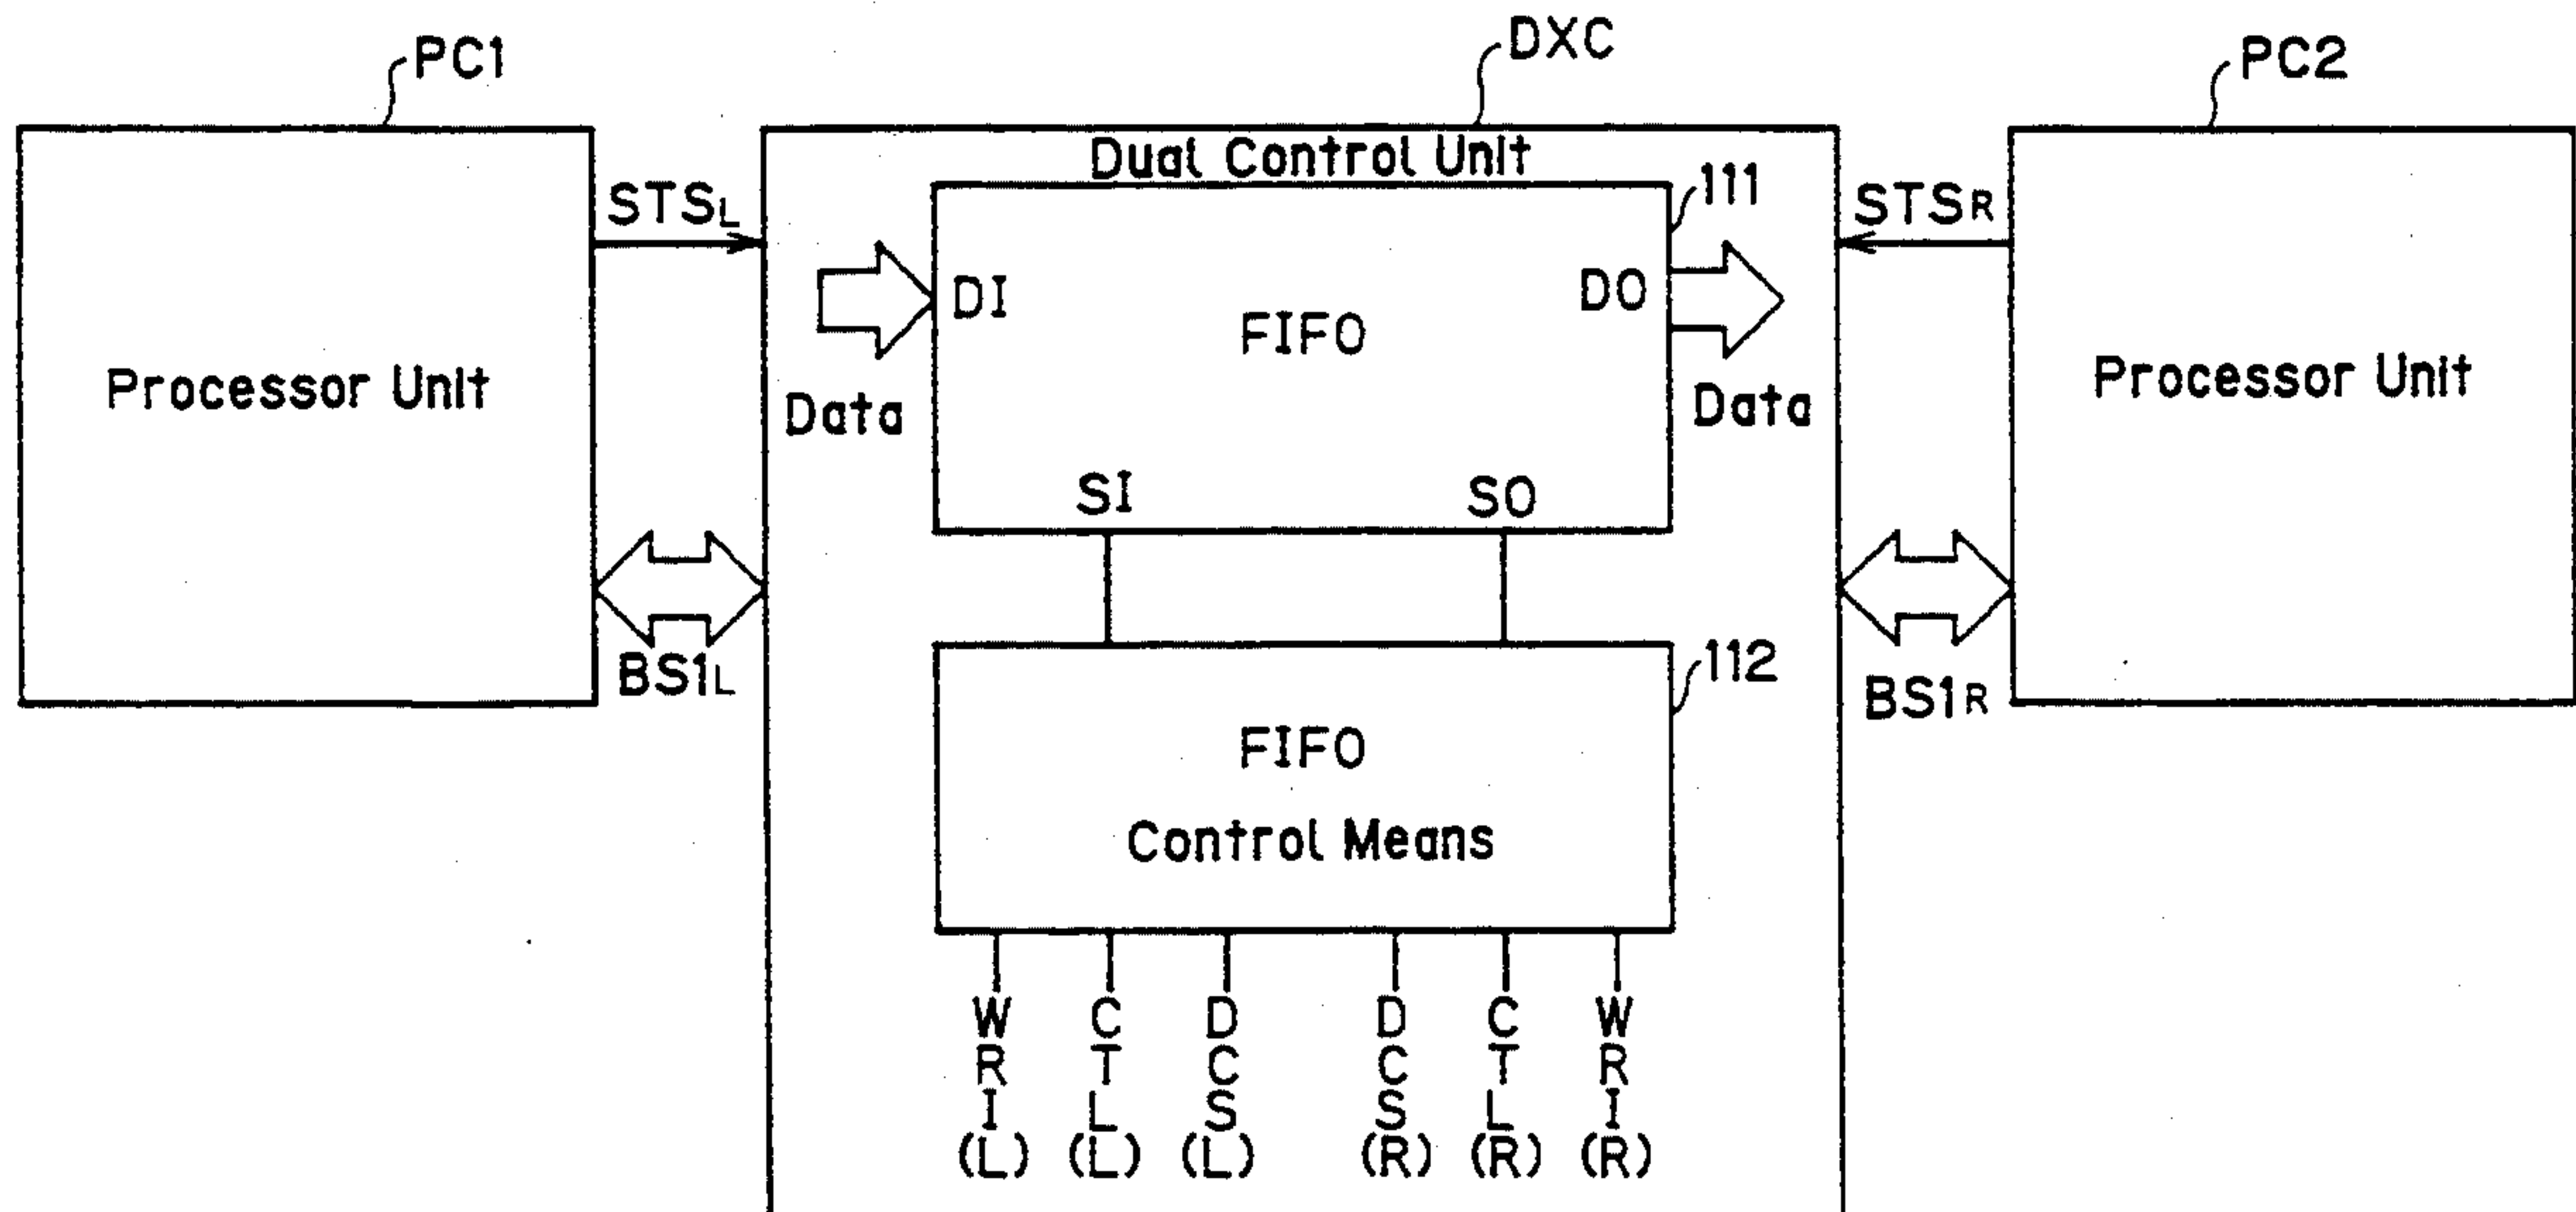 PC1
DXC
PC2
Dual Control Unit
111
STSL
STSR
DI
DO
FIFO
Processor Unit
Processor Unit
Data
Data
SI
SO
BS1L
BS1R
112
FIFO
Control Means
WRI(L)
CTL(L)
DCS(L)
DCS(R)
CTL(R)
WRI(R)